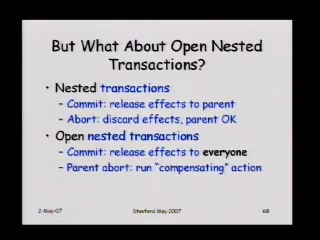 But What About Open Nested
Transactions?
• Nested transactions
– Commit: release effects to parent
– Abort: discard effects, parent OK
• Open nested transactions
– Commit: release effects to everyone
– Parent abort: run "compensating" action
2-May-07 Stanford May 2007 68